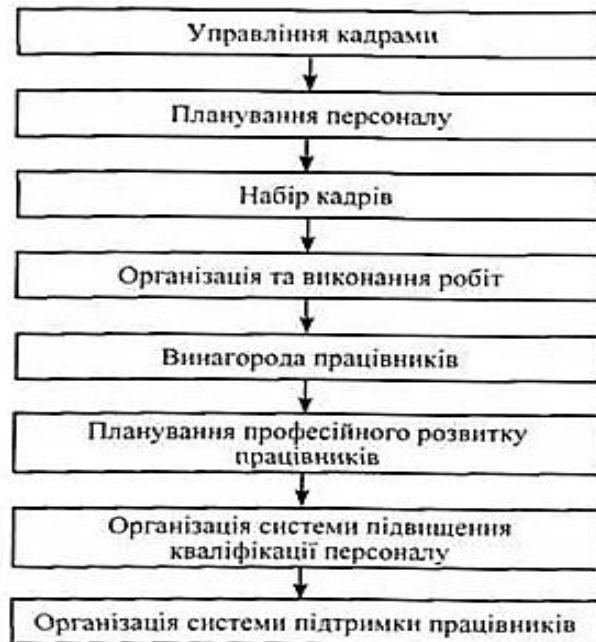 Управління кадрами
Планування персоналу
Набір кадрів
Організація та виконання робіт
Винагорода працівників
Планування професійного розвитку
працівників
Організація системи підвищення
кваліфікації персоналу
Організація системи підтримки працівників